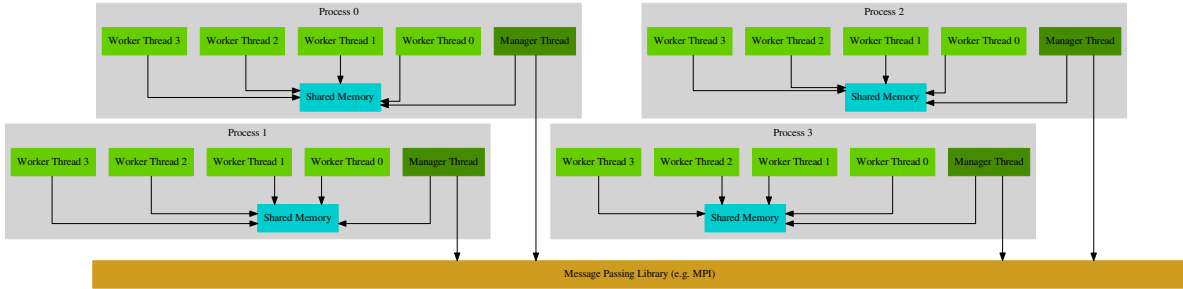 Process 0
Worker Thread 3
Worker Thread 2
Worker Thread 1
Worker Thread 0
Manager Thread
Shared Memory
Process 2
Worker Thread 3
Worker Thread 2
Worker Thread 1
Worker Thread 0
Manager Thread
Shared Memory
Process 1
Worker Thread 3
Worker Thread 2
Worker Thread 1
Worker Thread 0
Manager Thread
Shared Memory
Process 3
Worker Thread 3
Worker Thread 2
Worker Thread 1
Worker Thread 0
Manager Thread
Shared Memory
Message Passing Library (e.g. MPI)